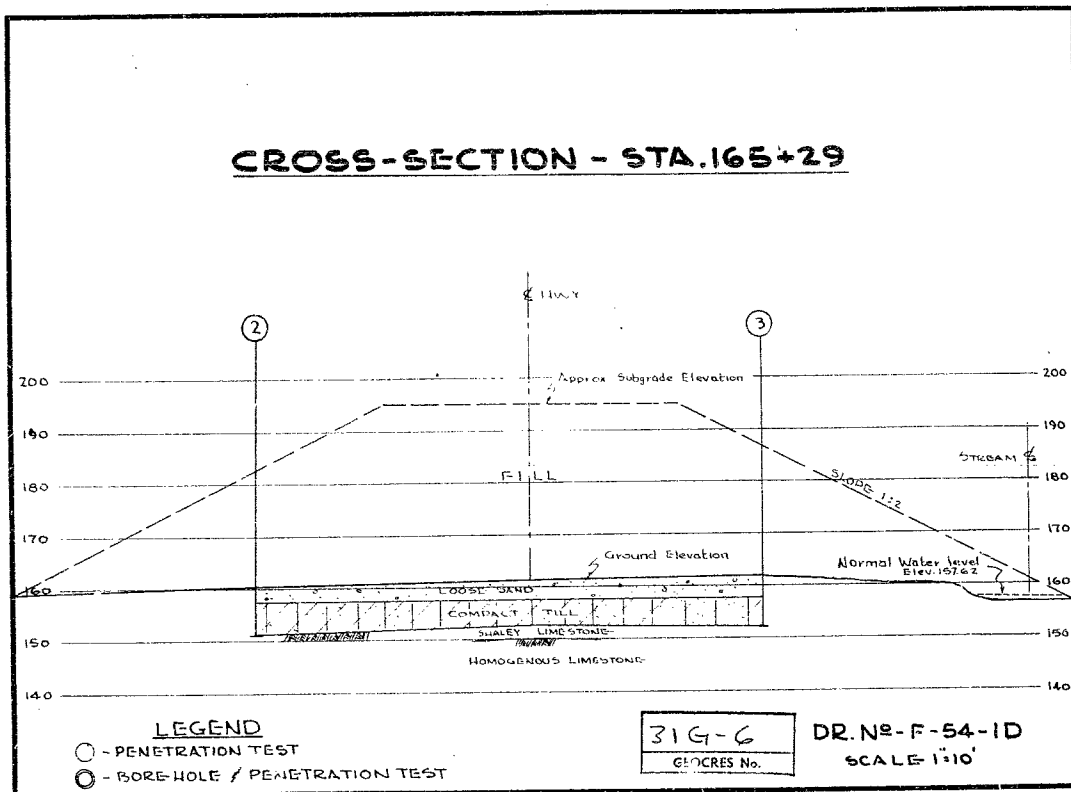 CROSS-SECTION - STA.165+29
℄ HWY
2
3
200
Approx Subgrade Elevation
200
190
190
STREAM ℄
180
FILL
SLOPE 1:2
180
170
170
Ground Elevation
Normal Water level
Elev. 157.62
160
160
LOOSE SAND
COMPACT TILL
SHALEY LIMESTONE
150
150
HOMOGENOUS LIMESTONE
140
140
LEGEND
- PENETRATION TEST
- BORE-HOLE / PENETRATION TEST
31G-6
GEOCRES No.
DR. Nº - F-54-1D
SCALE 1":10'